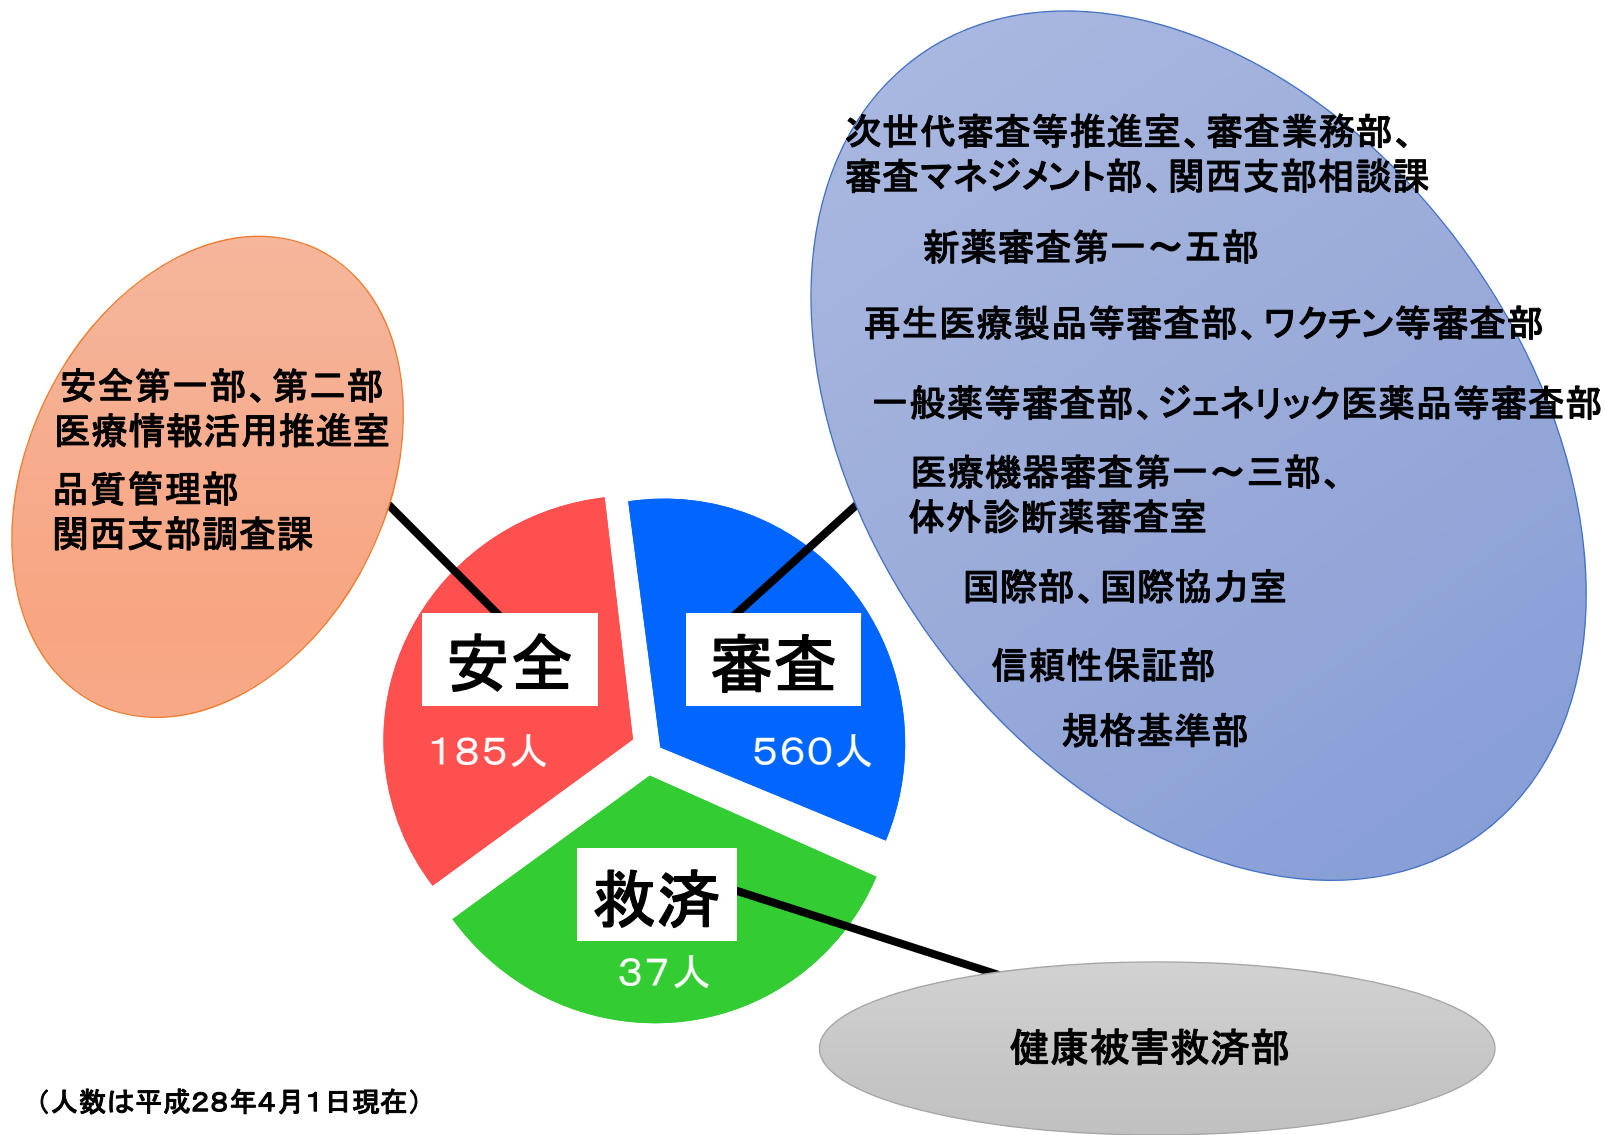 次世代審査等推進室、審査業務部、
審査マネジメント部、関西支部相談課
新薬審査第一～五部
再生医療製品等審査部、ワクチン等審査部
一般薬等審査部、ジェネリック医薬品等審査部
医療機器審査第一～三部、
体外診断薬審査室
国際部、国際協力室
信頼性保証部
規格基準部
安全第一部、第二部
医療情報活用推進室
品質管理部
関西支部調査課
安全
185人
審査
560人
救済
37人
健康被害救済部
（人数は平成28年4月1日現在）